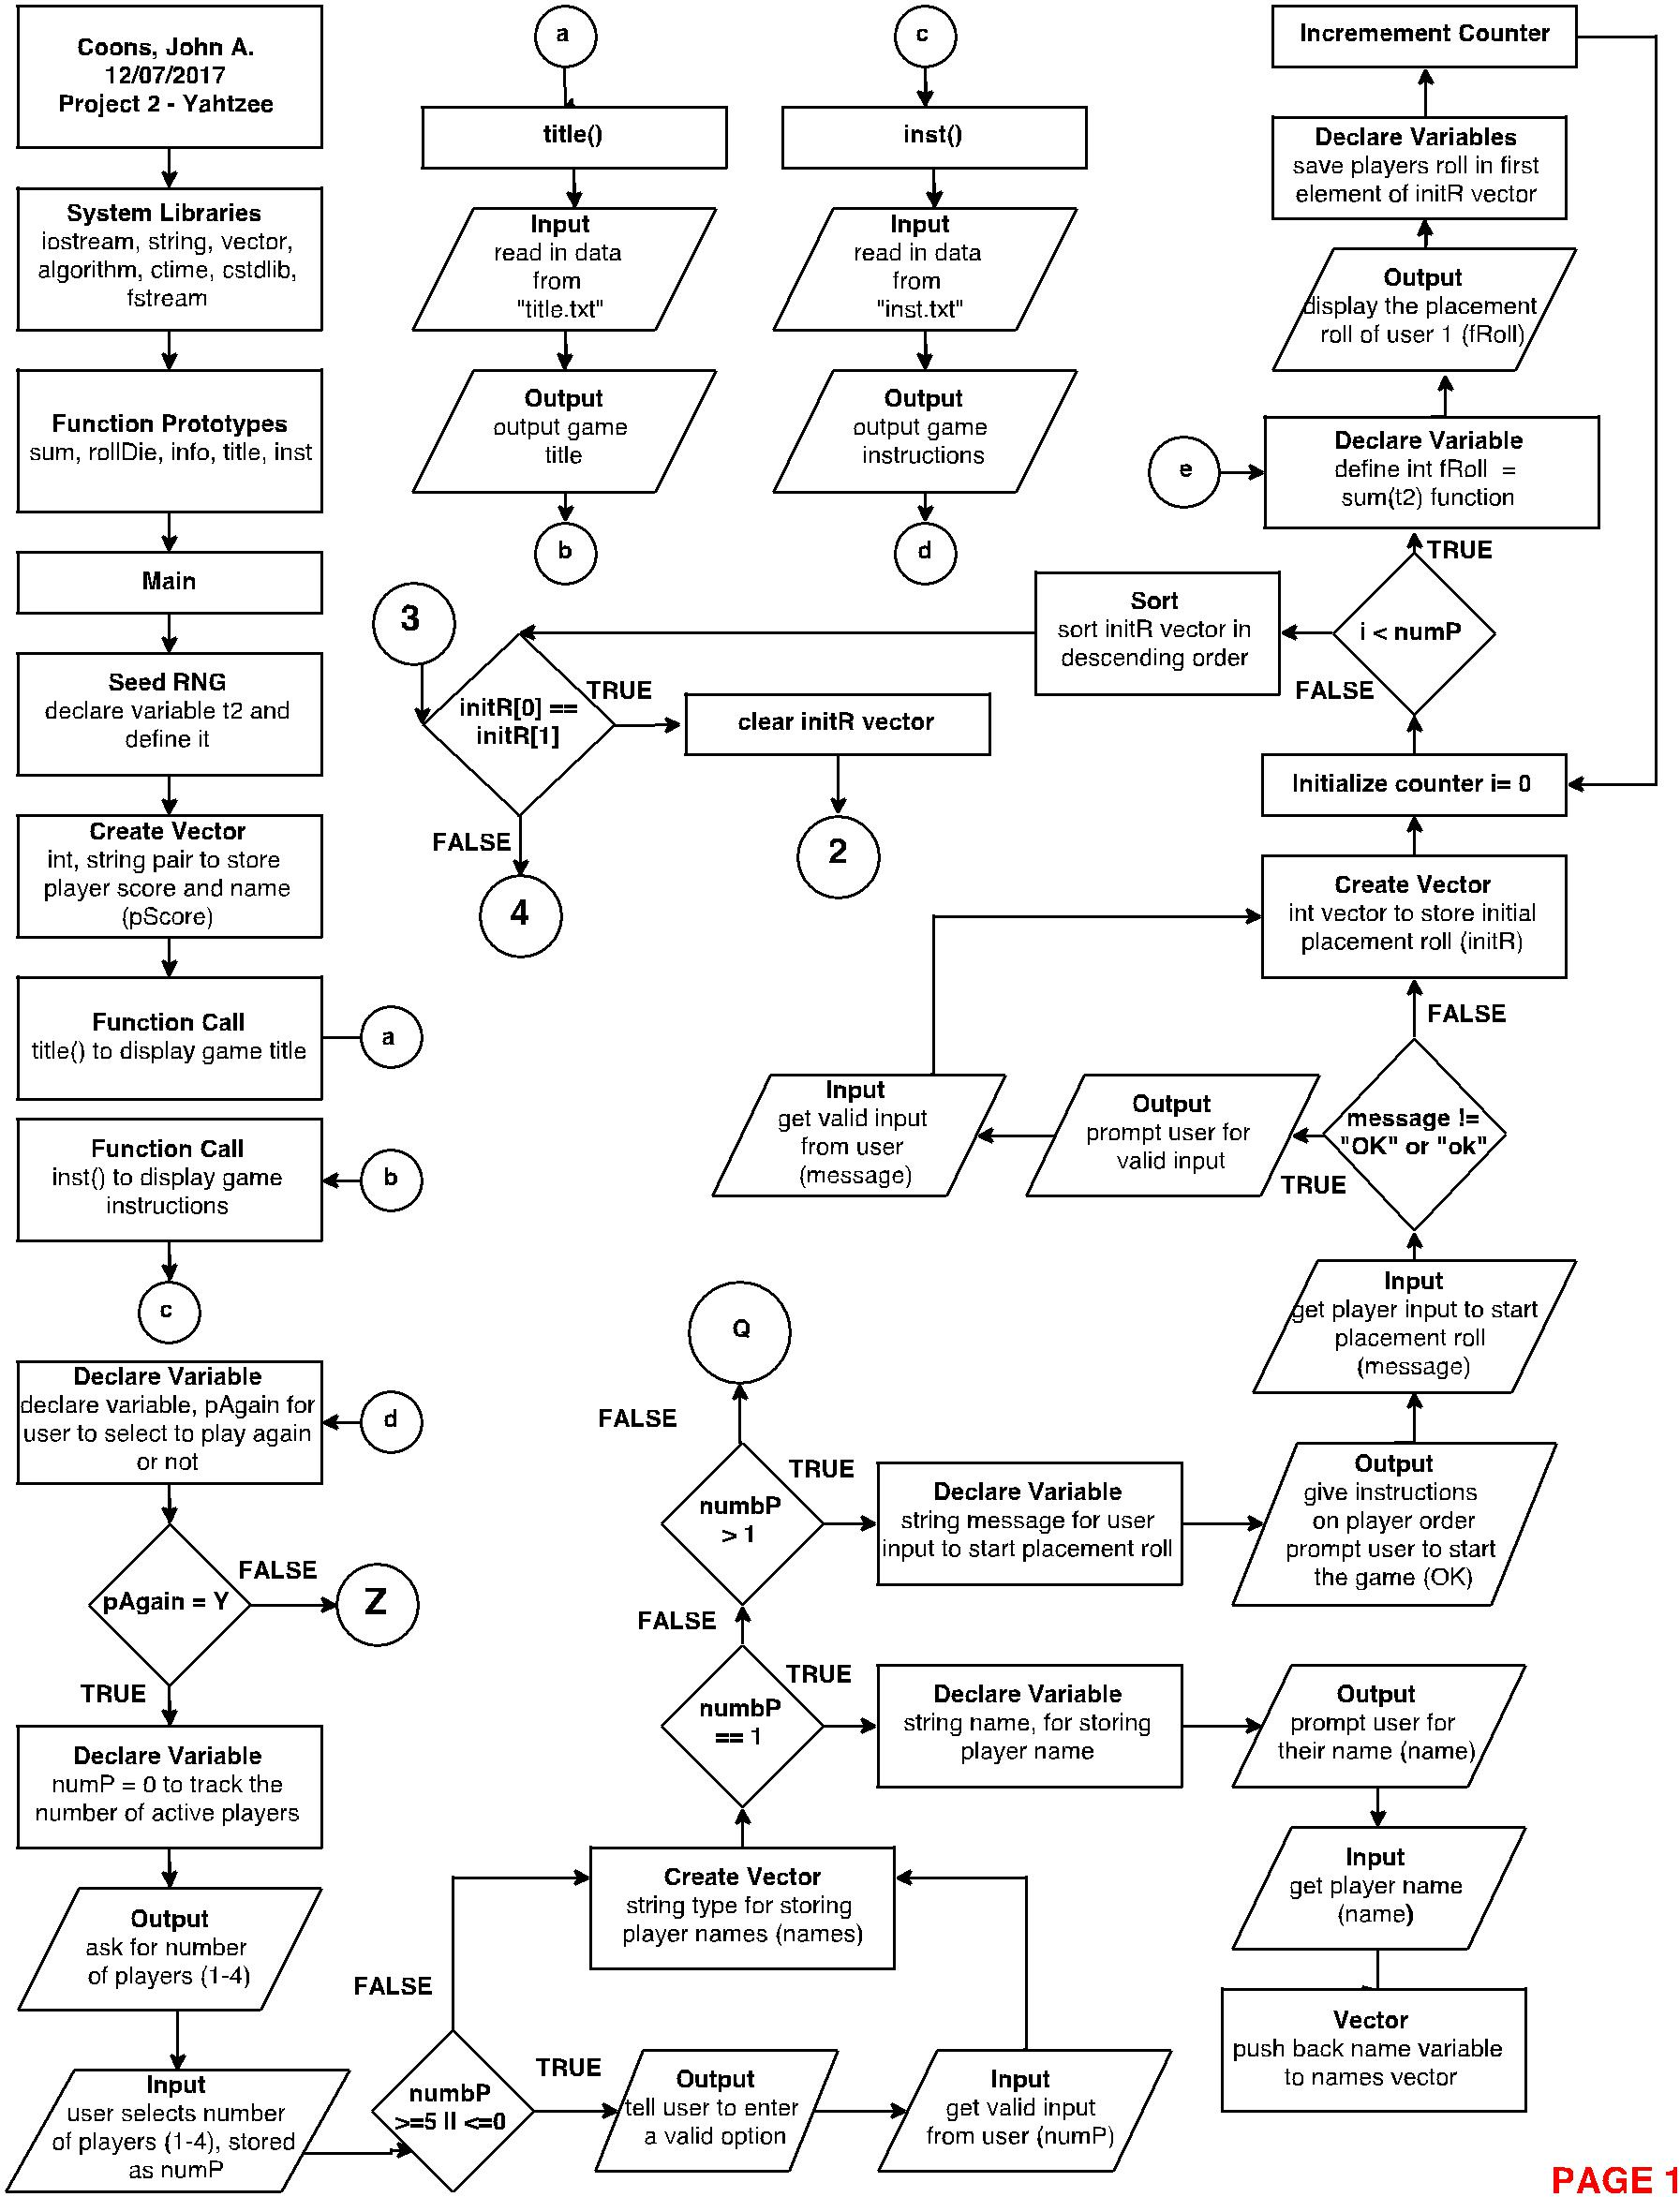 Coons, John A.
12/07/2017
Project 2 - Yahtzee
System Libraries
iostream, string, vector,
algorithm, ctime, cstdlib,
fstream
Function Prototypes
sum, rollDie, info, title, inst
Main
Seed RNG
declare variable t2 and
define it
Create Vector
int, string pair to store
player score and name
(pScore)
Function Call
title() to display game title
a
Function Call
inst() to display game
instructions
b
c
Declare Variable
declare variable, pAgain for
user to select to play again
or not
d
pAgain = Y
FALSE
Z
TRUE
Declare Variable
numP = 0 to track the
number of active players
Output
ask for number
of players (1-4)
Input
user selects number
of players (1-4), stored
as numP
a
title()
Input
read in data
from
"title.txt"
Output
output game
title
b
c
inst()
Input
read in data
from
"inst.txt"
Output
output game
instructions
d
3
initR[0] ==
initR[1]
TRUE
clear initR vector
2
FALSE
4
Sort
sort initR vector in
descending order
Incremement Counter
Declare Variables
save players roll in first
element of initR vector
Output
display the placement
roll of user 1 (fRoll)
e
Declare Variable
define int fRoll =
sum(t2) function
TRUE
i < numP
FALSE
Initialize counter i= 0
Create Vector
int vector to store initial
placement roll (initR)
FALSE
message !=
"OK" or "ok"
TRUE
Output
prompt user for
valid input
Input
get valid input
from user
(message)
Input
get player input to start
placement roll
(message)
Output
give instructions
on player order
prompt user to start
the game (OK)
Q
FALSE
numbP
> 1
TRUE
Declare Variable
string message for user
input to start placement roll
FALSE
numbP
== 1
TRUE
Declare Variable
string name, for storing
player name
Output
prompt user for
their name (name)
Input
get player name
(name)
Vector
push back name variable
to names vector
Create Vector
string type for storing
player names (names)
FALSE
numbP
>=5 || <=0
TRUE
Output
tell user to enter
a valid option
Input
get valid input
from user (numP)
PAGE 1